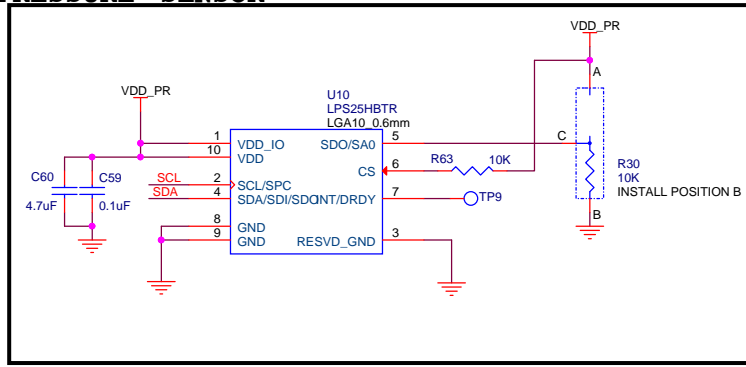 PRESSURE SENSOR
VDD_PR
VDD_PR
A
U10
LPS25HBTR
LGA10_0.6mm
1
VDD_IO
SDO/SA0
5
C
10
VDD
R63
10K
6
CS
R30
10K
INSTALL POSITION B
C60
C59
SCL
2
SCL/SPC
SDA
4
SDA/SDI/SDO
INT/DRDY
7
TP9
4.7uF
0.1uF
B
8
GND
9
GND
RESVD_GND
3